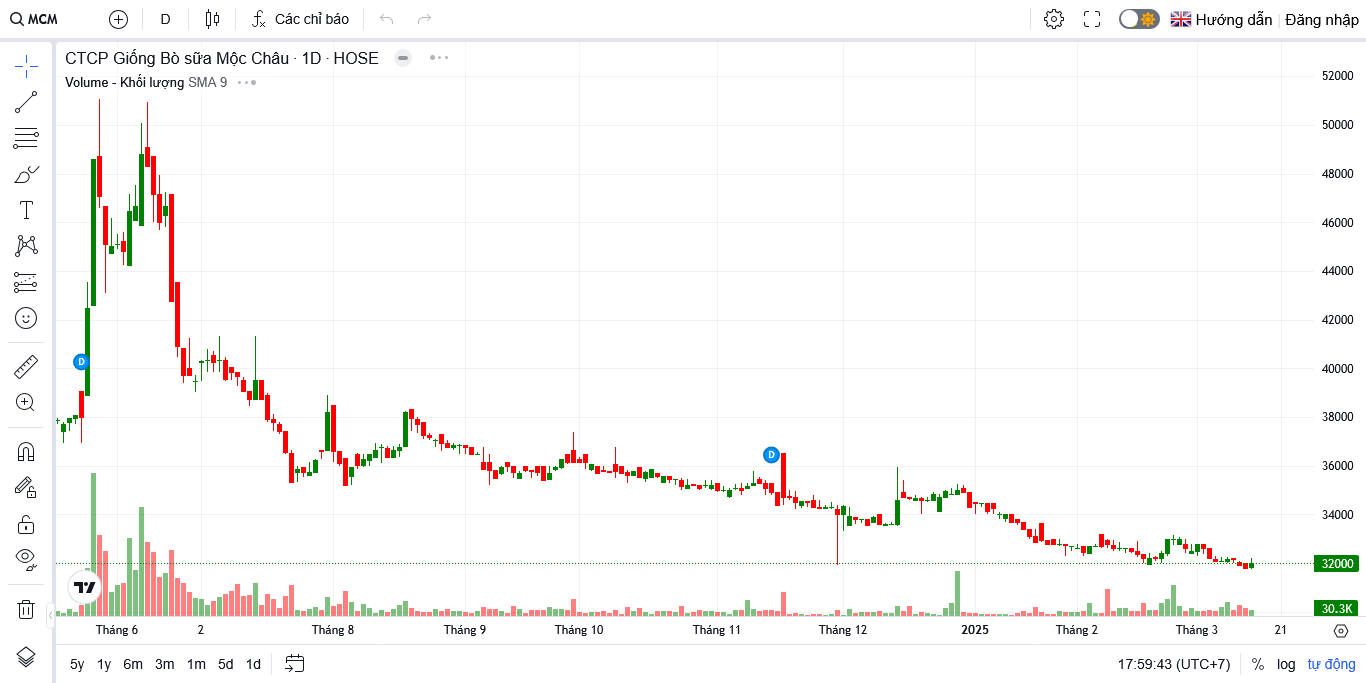 MCM D Các chỉ báo Hướng dẫn Đăng nhập
CTCP Giống Bò sữa Mộc Châu · 1D · HOSE
Volume - Khối lượng SMA 9
52000
50000
48000
46000
44000
42000
40000
D
38000
D
36000
34000
32000
30.3K
Tháng 6 2 Tháng 8 Tháng 9 Tháng 10 Tháng 11 Tháng 12 2025 Tháng 2 Tháng 3 21
5y 1y 6m 3m 1m 5d 1d 17:59:43 (UTC+7) % log tự động